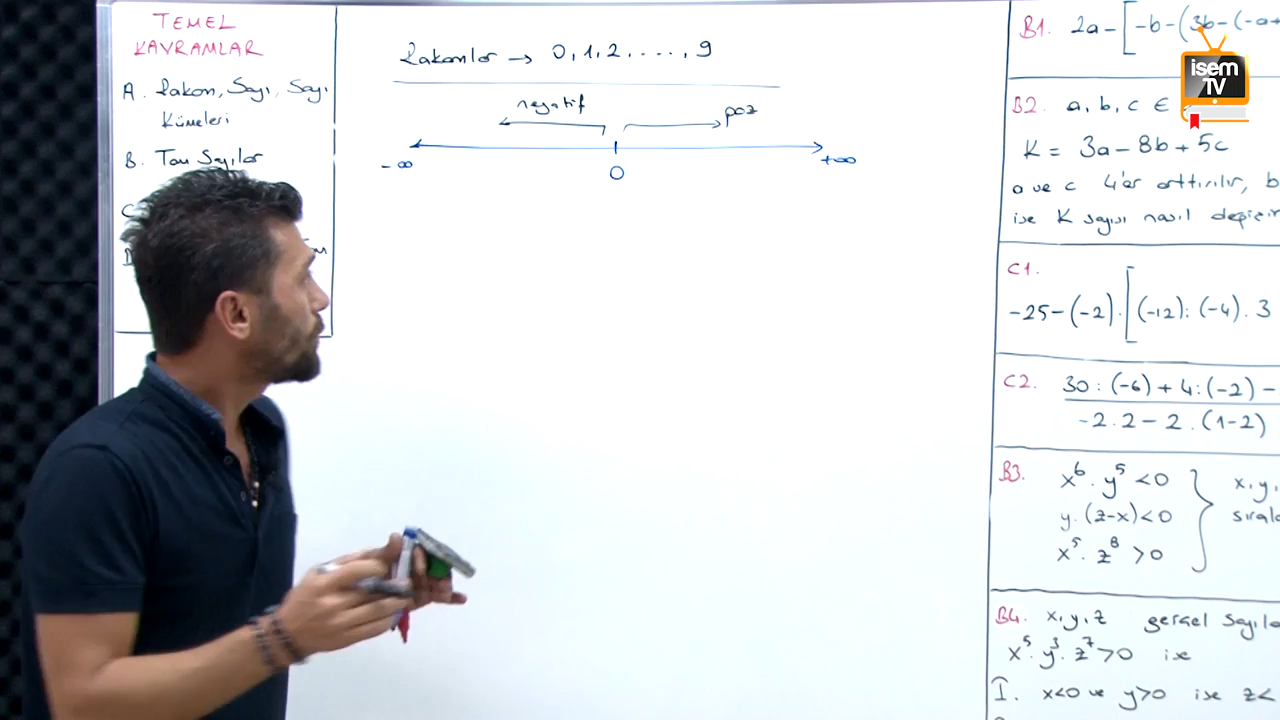 TEMEL
KAVRAMLAR
A. Rakam, Sayı, Sayı
Kümeleri
B. Tam Sayılar
C
Rakamlar → 0, 1, 2, ...., 9
negatif
poz
-∞
0
+∞
B1. 2a - [-b - (3b - (-a+
isem
TV
B2. a, b, c ∈
K = 3a - 8b + 5c
a ve c 4'er arttırılır, b
ise K sayısı nasıl değişir
C1.
-25 - (-2) . [(-12) : (-4) . 3
C2. 30 : (-6) + 4 : (-2) -
-2 . 2 - 2 . (1-2)
B3. x⁶ . y⁵ < 0
y . (z-x) < 0
x⁵ . z⁸ > 0
x, y,
sırala
B4. x, y, z gerçel sayıla
x⁵ . y³ . z⁷ > 0 ise
I. x<0 ve y>0 ise z<